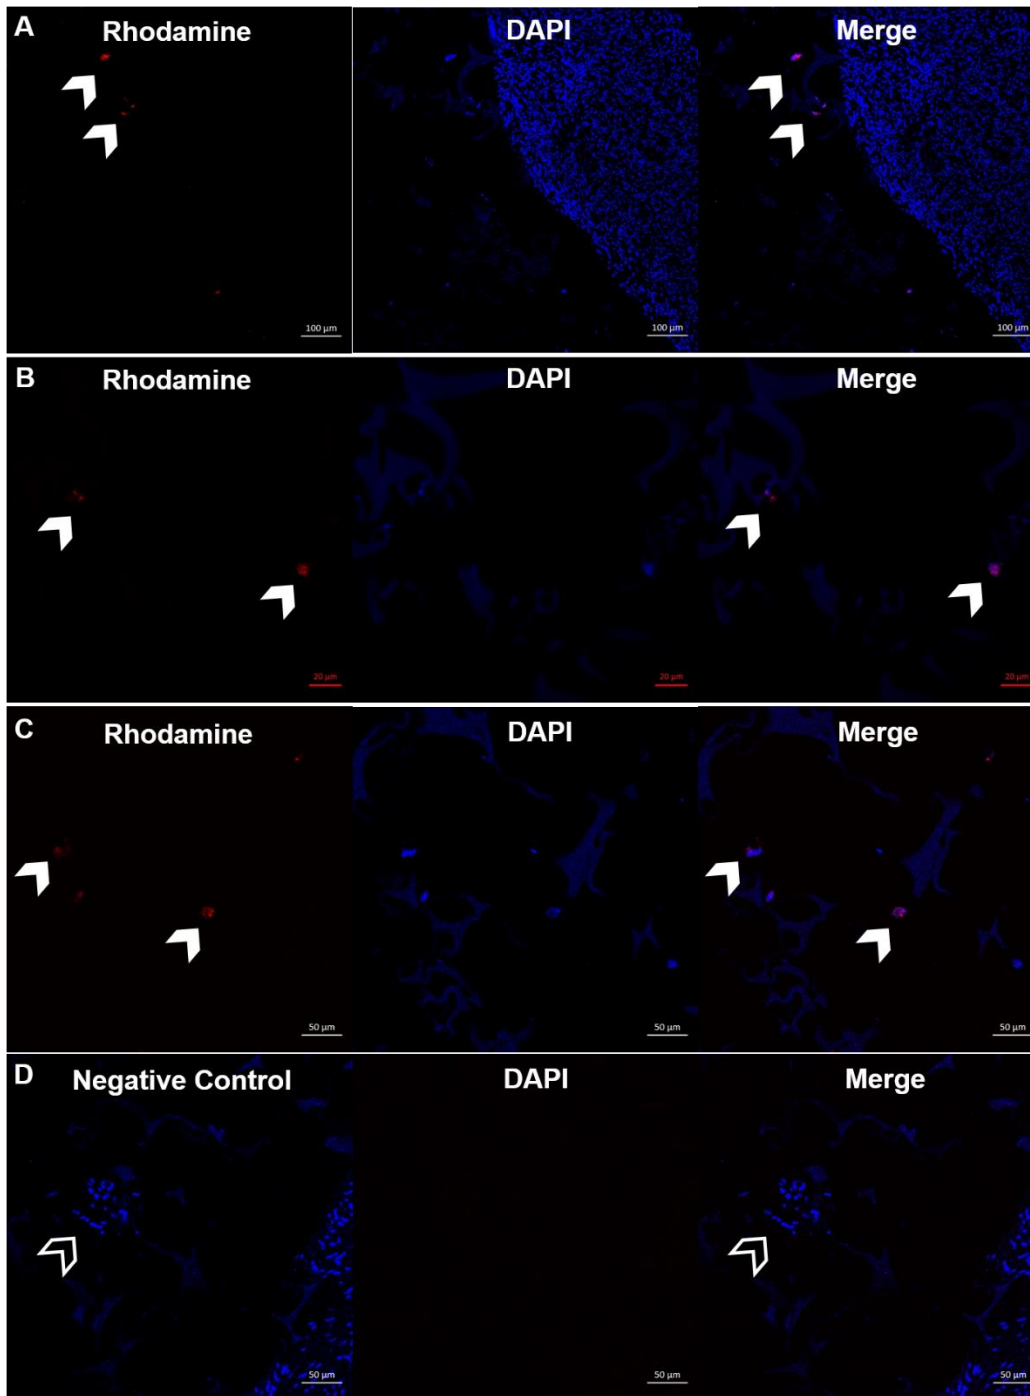 A Rhodamine DAPI Merge
100 µm 100 µm 100 µm
B Rhodamine DAPI Merge
20 µm 20 µm 20 µm
C Rhodamine DAPI Merge
50 µm 50 µm 50 µm
D Negative Control DAPI Merge
50 µm 50 µm 50 µm